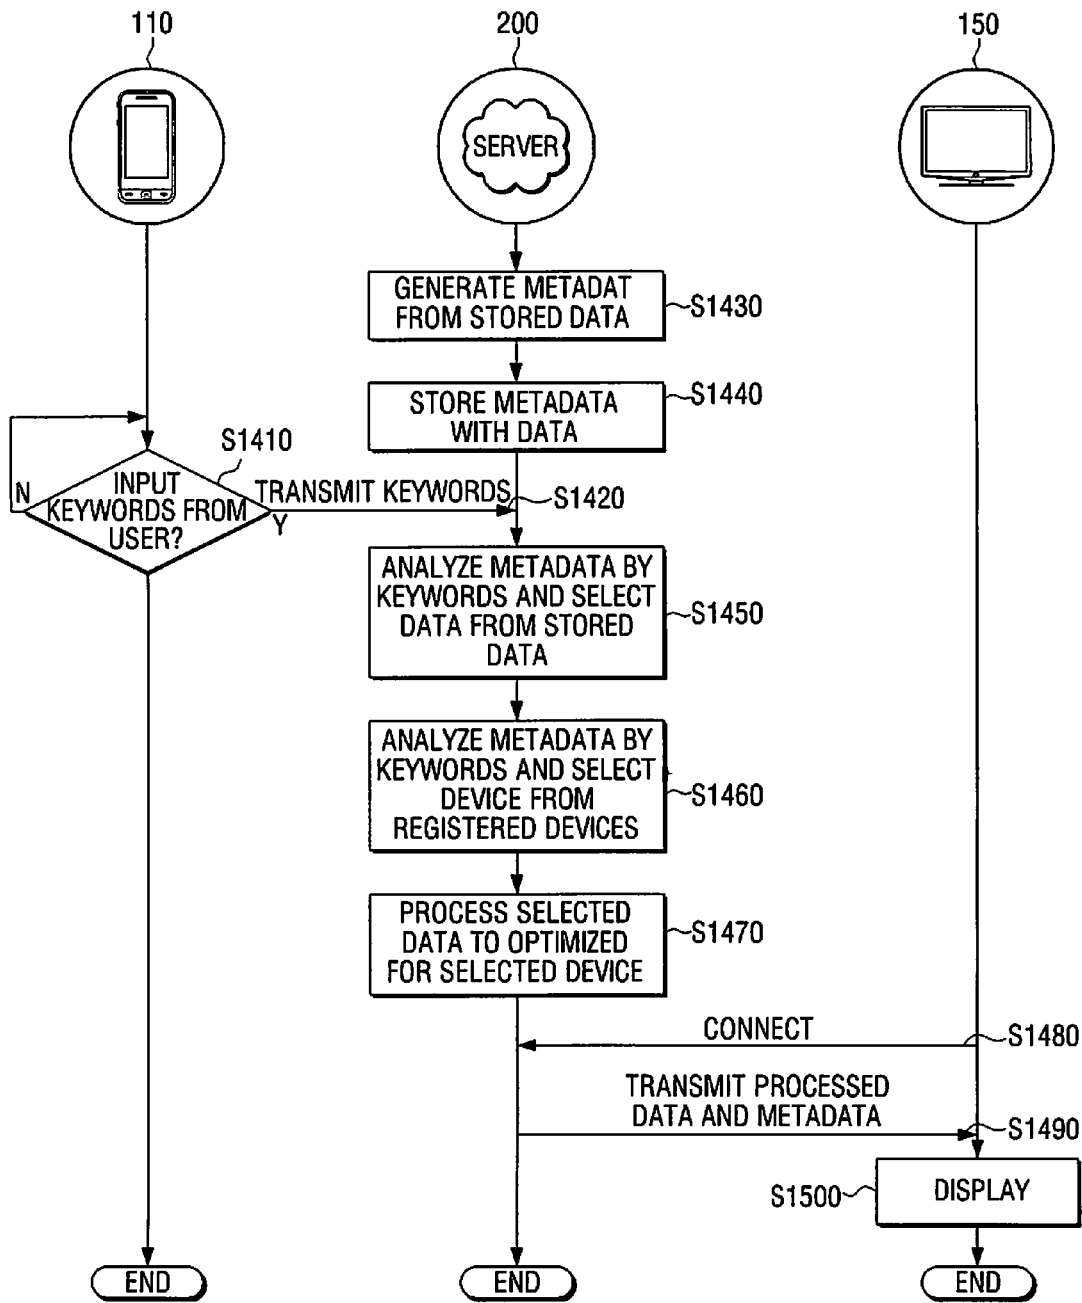 110
200
150
SERVER
GENERATE METADAT
FROM STORED DATA
S1430
STORE METADATA
WITH DATA
S1440
S1410
INPUT
KEYWORDS FROM
USER?
N
Y
TRANSMIT KEYWORDS
S1420
ANALYZE METADATA BY
KEYWORDS AND SELECT
DATA FROM STORED
DATA
S1450
ANALYZE METADATA BY
KEYWORDS AND SELECT
DEVICE FROM
REGISTERED DEVICES
S1460
PROCESS SELECTED
DATA TO OPTIMIZED
FOR SELECTED DEVICE
S1470
CONNECT
S1480
TRANSMIT PROCESSED
DATA AND METADATA
S1490
S1500
DISPLAY
END
END
END